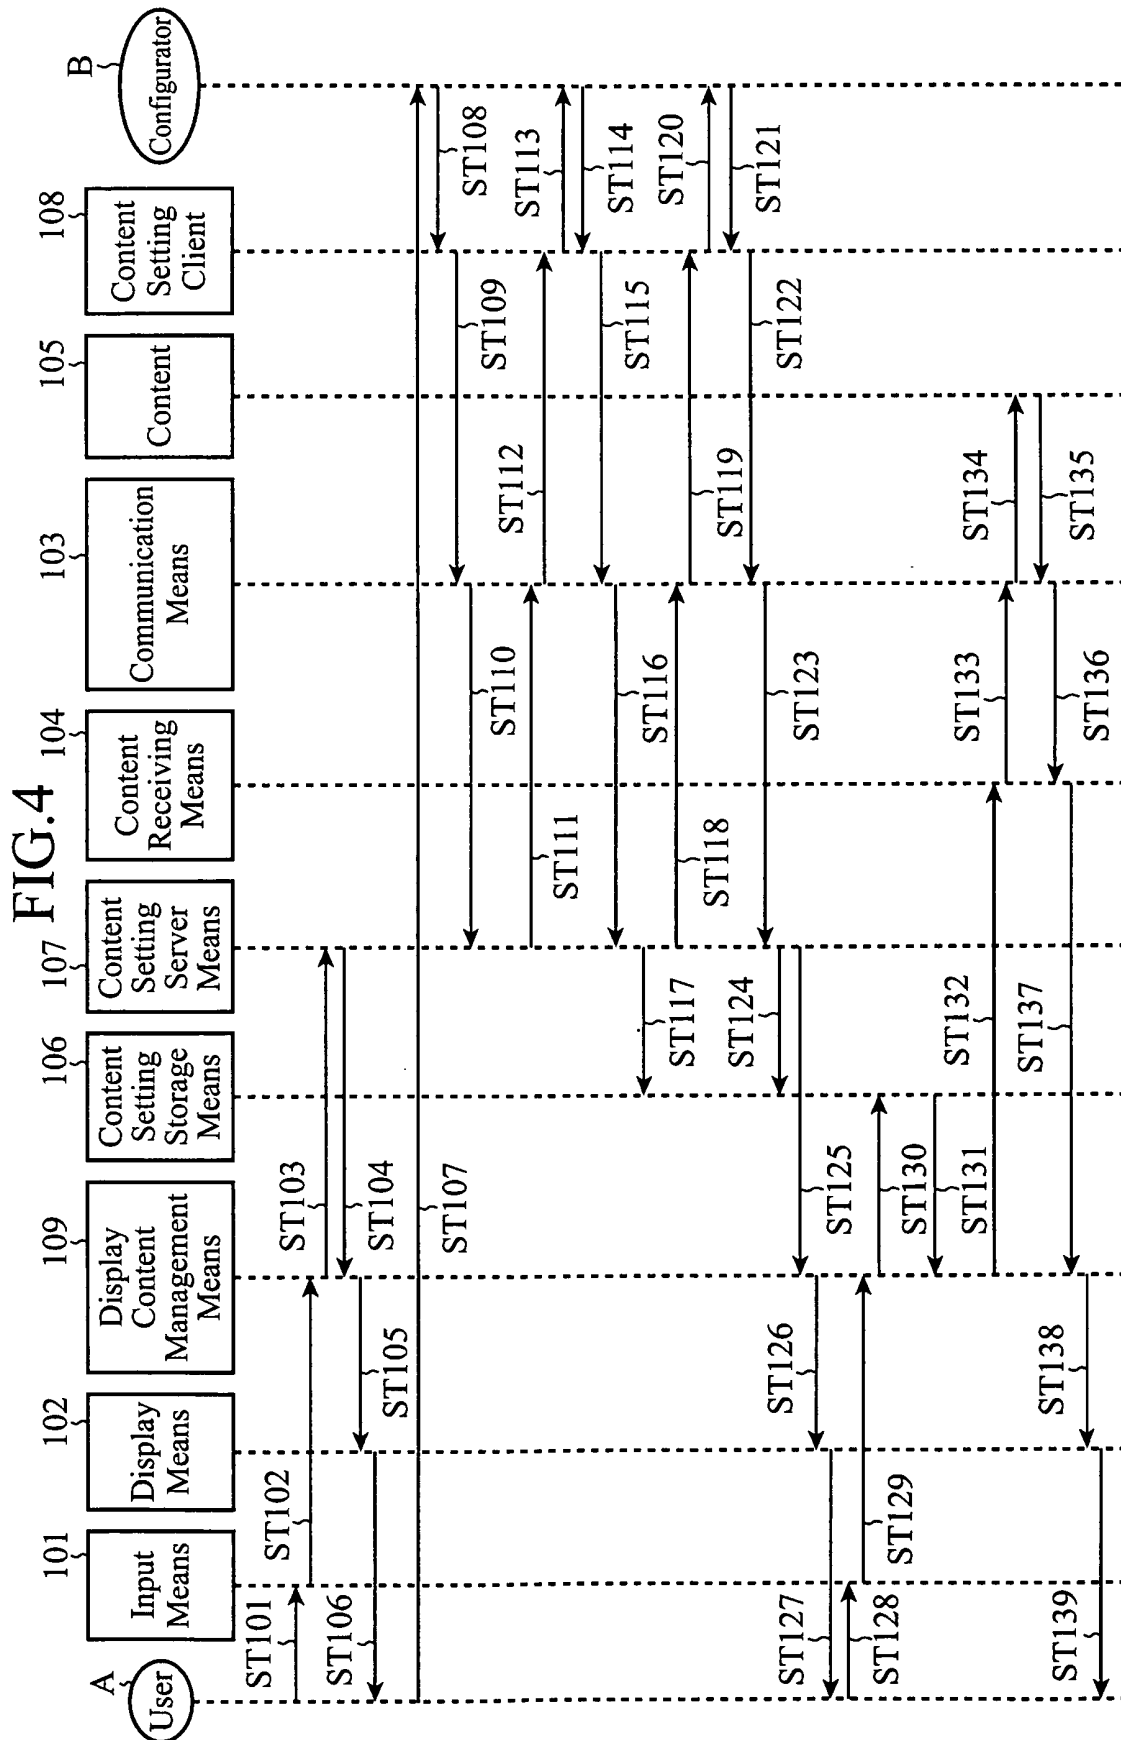 FIG.4
A
User
101
Input
Means
102
Display
Means
109
Display
Content
Management
Means
106
Content
Setting
Storage
Means
107
Content
Setting
Server
Means
104
Content
Receiving
Means
103
Communication
Means
105
Content
108
Content
Setting
Client
B
Configurator
ST101
ST102
ST103
ST104
ST105
ST106
ST107
ST108
ST109
ST110
ST111
ST112
ST113
ST114
ST115
ST116
ST117
ST118
ST119
ST120
ST121
ST122
ST123
ST124
ST125
ST126
ST127
ST128
ST129
ST130
ST131
ST132
ST133
ST134
ST135
ST136
ST137
ST138
ST139